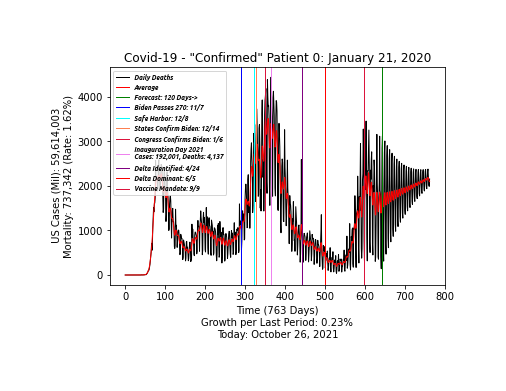 Covid-19 - "Confirmed" Patient 0: January 21, 2020
US Cases (Mil): 59,614,003
Mortality: 737,342 (Rate: 1.62%)
4000
3000
2000
1000
0
Daily Deaths
Average
Forecast: 120 Days->
Biden Passes 270: 11/7
Safe Harbor: 12/8
States Confirm Biden: 12/14
Congress Confirms Biden: 1/6
Inauguration Day 2021
Cases: 192,001, Deaths: 4,137
Delta Identified: 4/24
Delta Dominant: 6/5
Vaccine Mandate: 9/9
0 100 200 300 400 500 600 700 800
Time (763 Days)
Growth per Last Period: 0.23%
Today: October 26, 2021